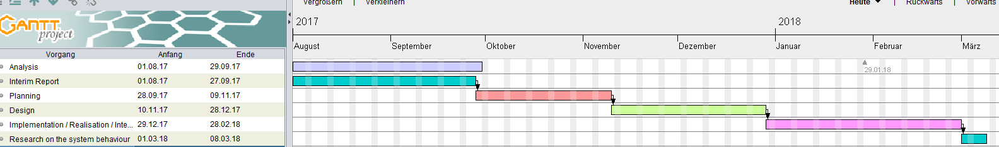 Vergrößern | Verkleinern Heute | Rückwärts | Vorwärts
GANTT
project
2017 2018
August September Oktober November Dezember Januar Februar März
Vorgang Anfang Ende
Analysis 01.08.17 29.09.17
29.01.18
Interim Report 01.08.17 27.09.17
Planning 28.09.17 09.11.17
Design 10.11.17 28.12.17
Implementation / Realisation / Inte... 29.12.17 28.02.18
Research on the system behaviour 01.03.18 08.03.18